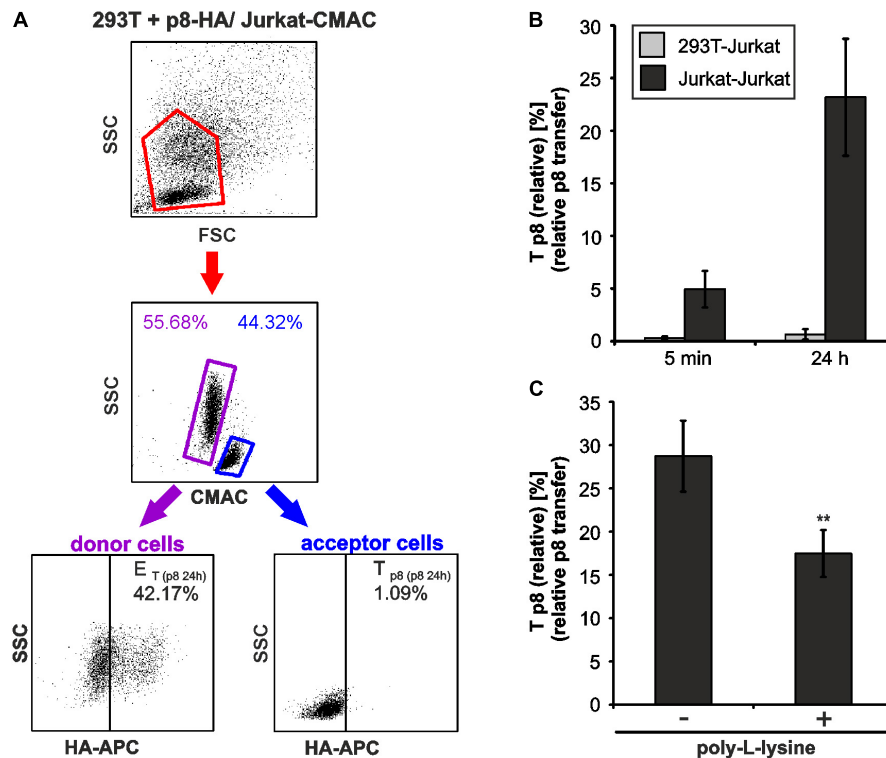 A
293T + p8-HA/ Jurkat-CMAC
SSC
FSC
55.68% 44.32%
SSC
CMAC
donor cells
acceptor cells
E T (p8 24h)
42.17%
SSC
HA-APC
T p8 (p8 24h)
1.09%
SSC
HA-APC
B
T p8 (relative) [%]
(relative p8 transfer)
30
25
20
15
10
5
0
293T-Jurkat
Jurkat-Jurkat
5 min
24 h
C
T p8 (relative) [%]
(relative p8 transfer)
35
30
25
20
15
10
5
0
**
- +
poly-L-lysine